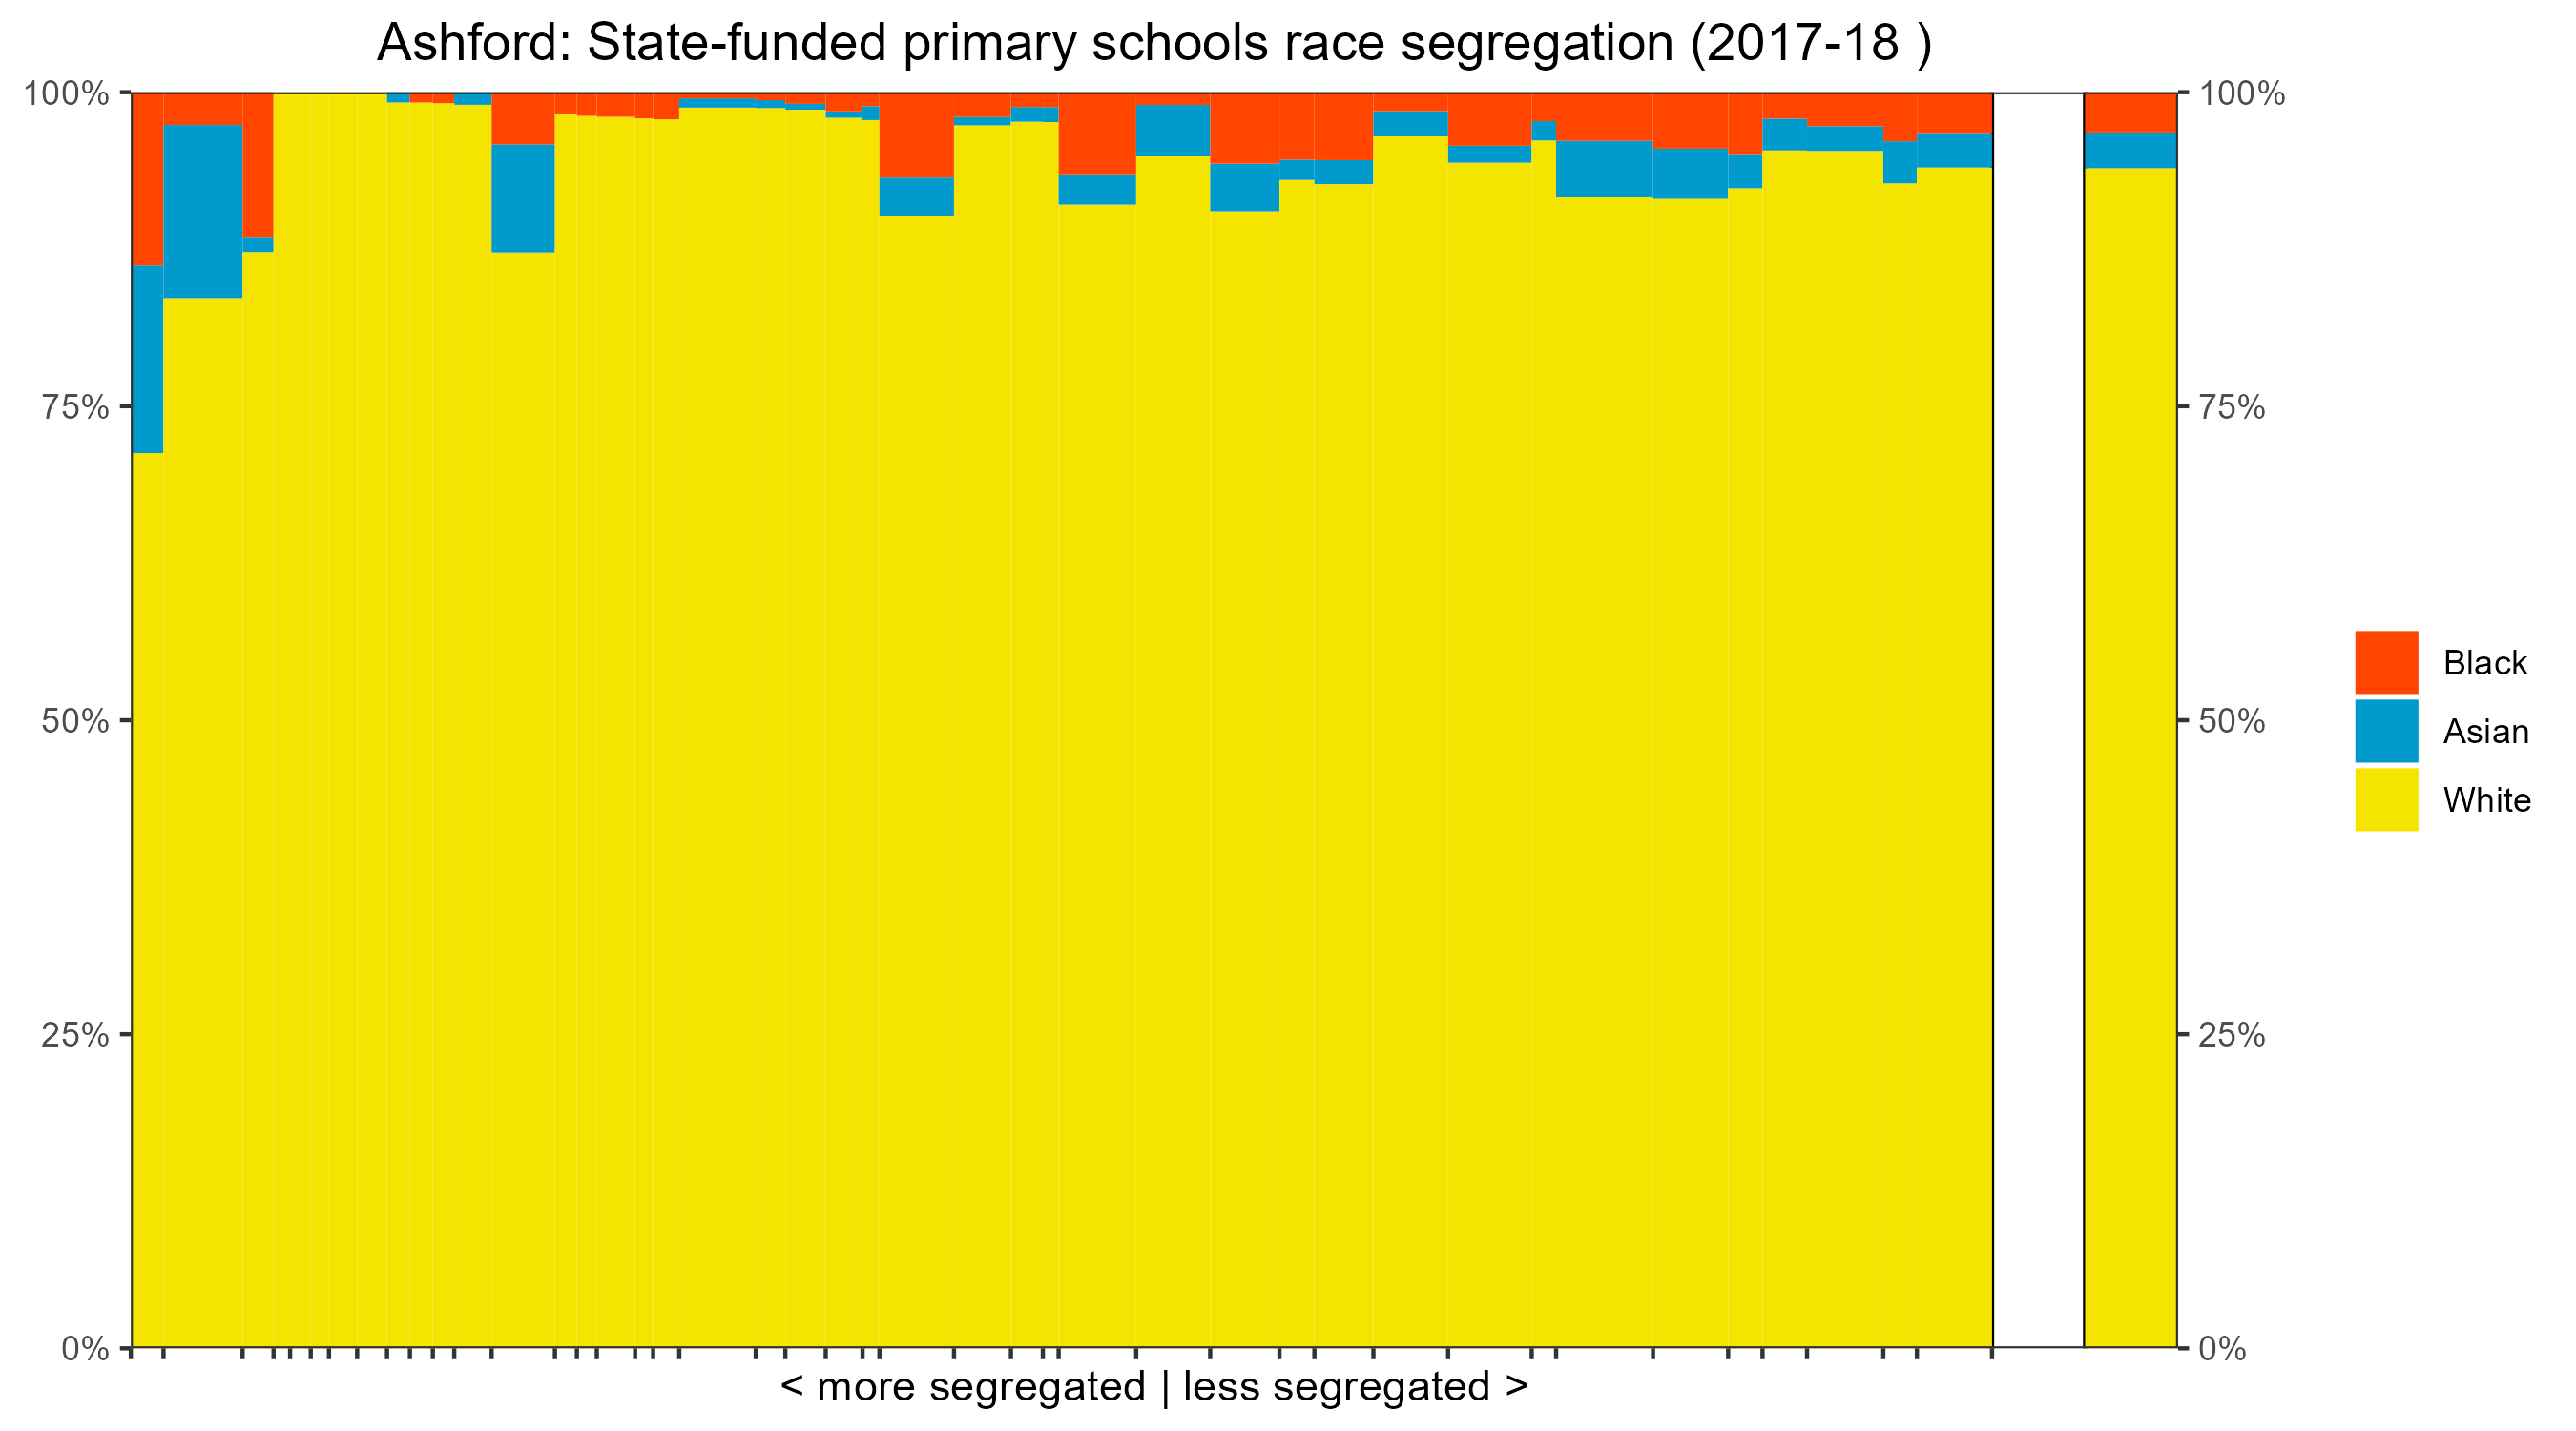 Ashford: State-funded primary schools race segregation (2017-18 )
100%
100%
75%
75%
50%
50%
25%
25%
0%
0%
Black
Asian
White
< more segregated | less segregated >